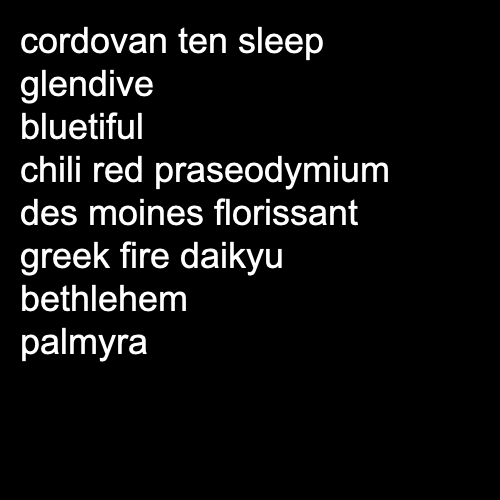 cordovan ten sleep
glendive
bluetiful
chili red praseodymium
des moines florissant
greek fire daikyu
bethlehem
palmyra